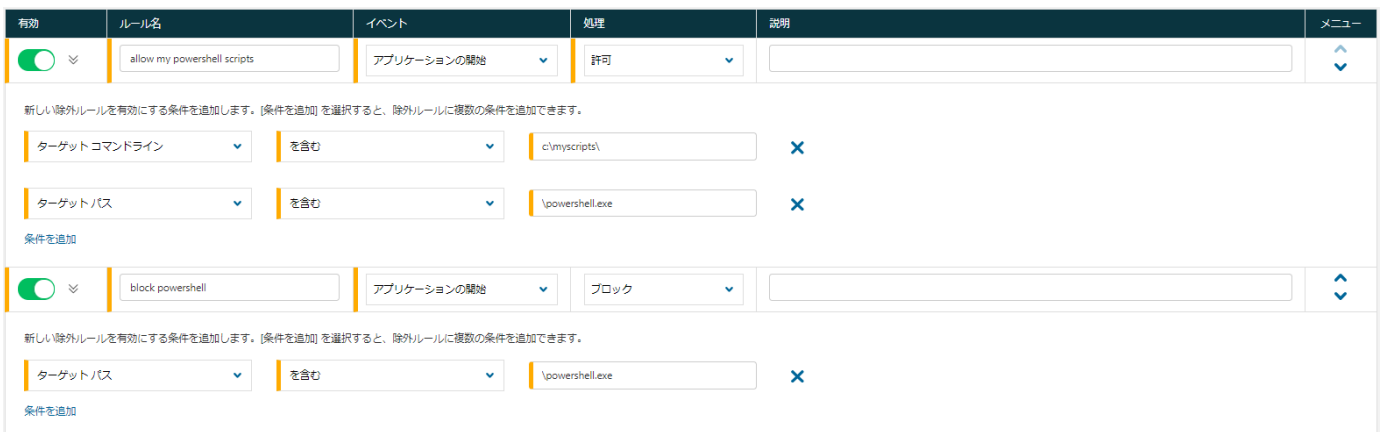 有効 ルール名 イベント 処理 説明 メニュー
allow my powershell scripts アプリケーションの開始 許可
新しい除外ルールを有効にする条件を追加します。[条件を追加] を選択すると、除外ルールに複数の条件を追加できます。
ターゲット コマンドライン を含む c:\myscripts\
ターゲット パス を含む \powershell.exe
条件を追加
block powershell アプリケーションの開始 ブロック
新しい除外ルールを有効にする条件を追加します。[条件を追加] を選択すると、除外ルールに複数の条件を追加できます。
ターゲット パス を含む \powershell.exe
条件を追加